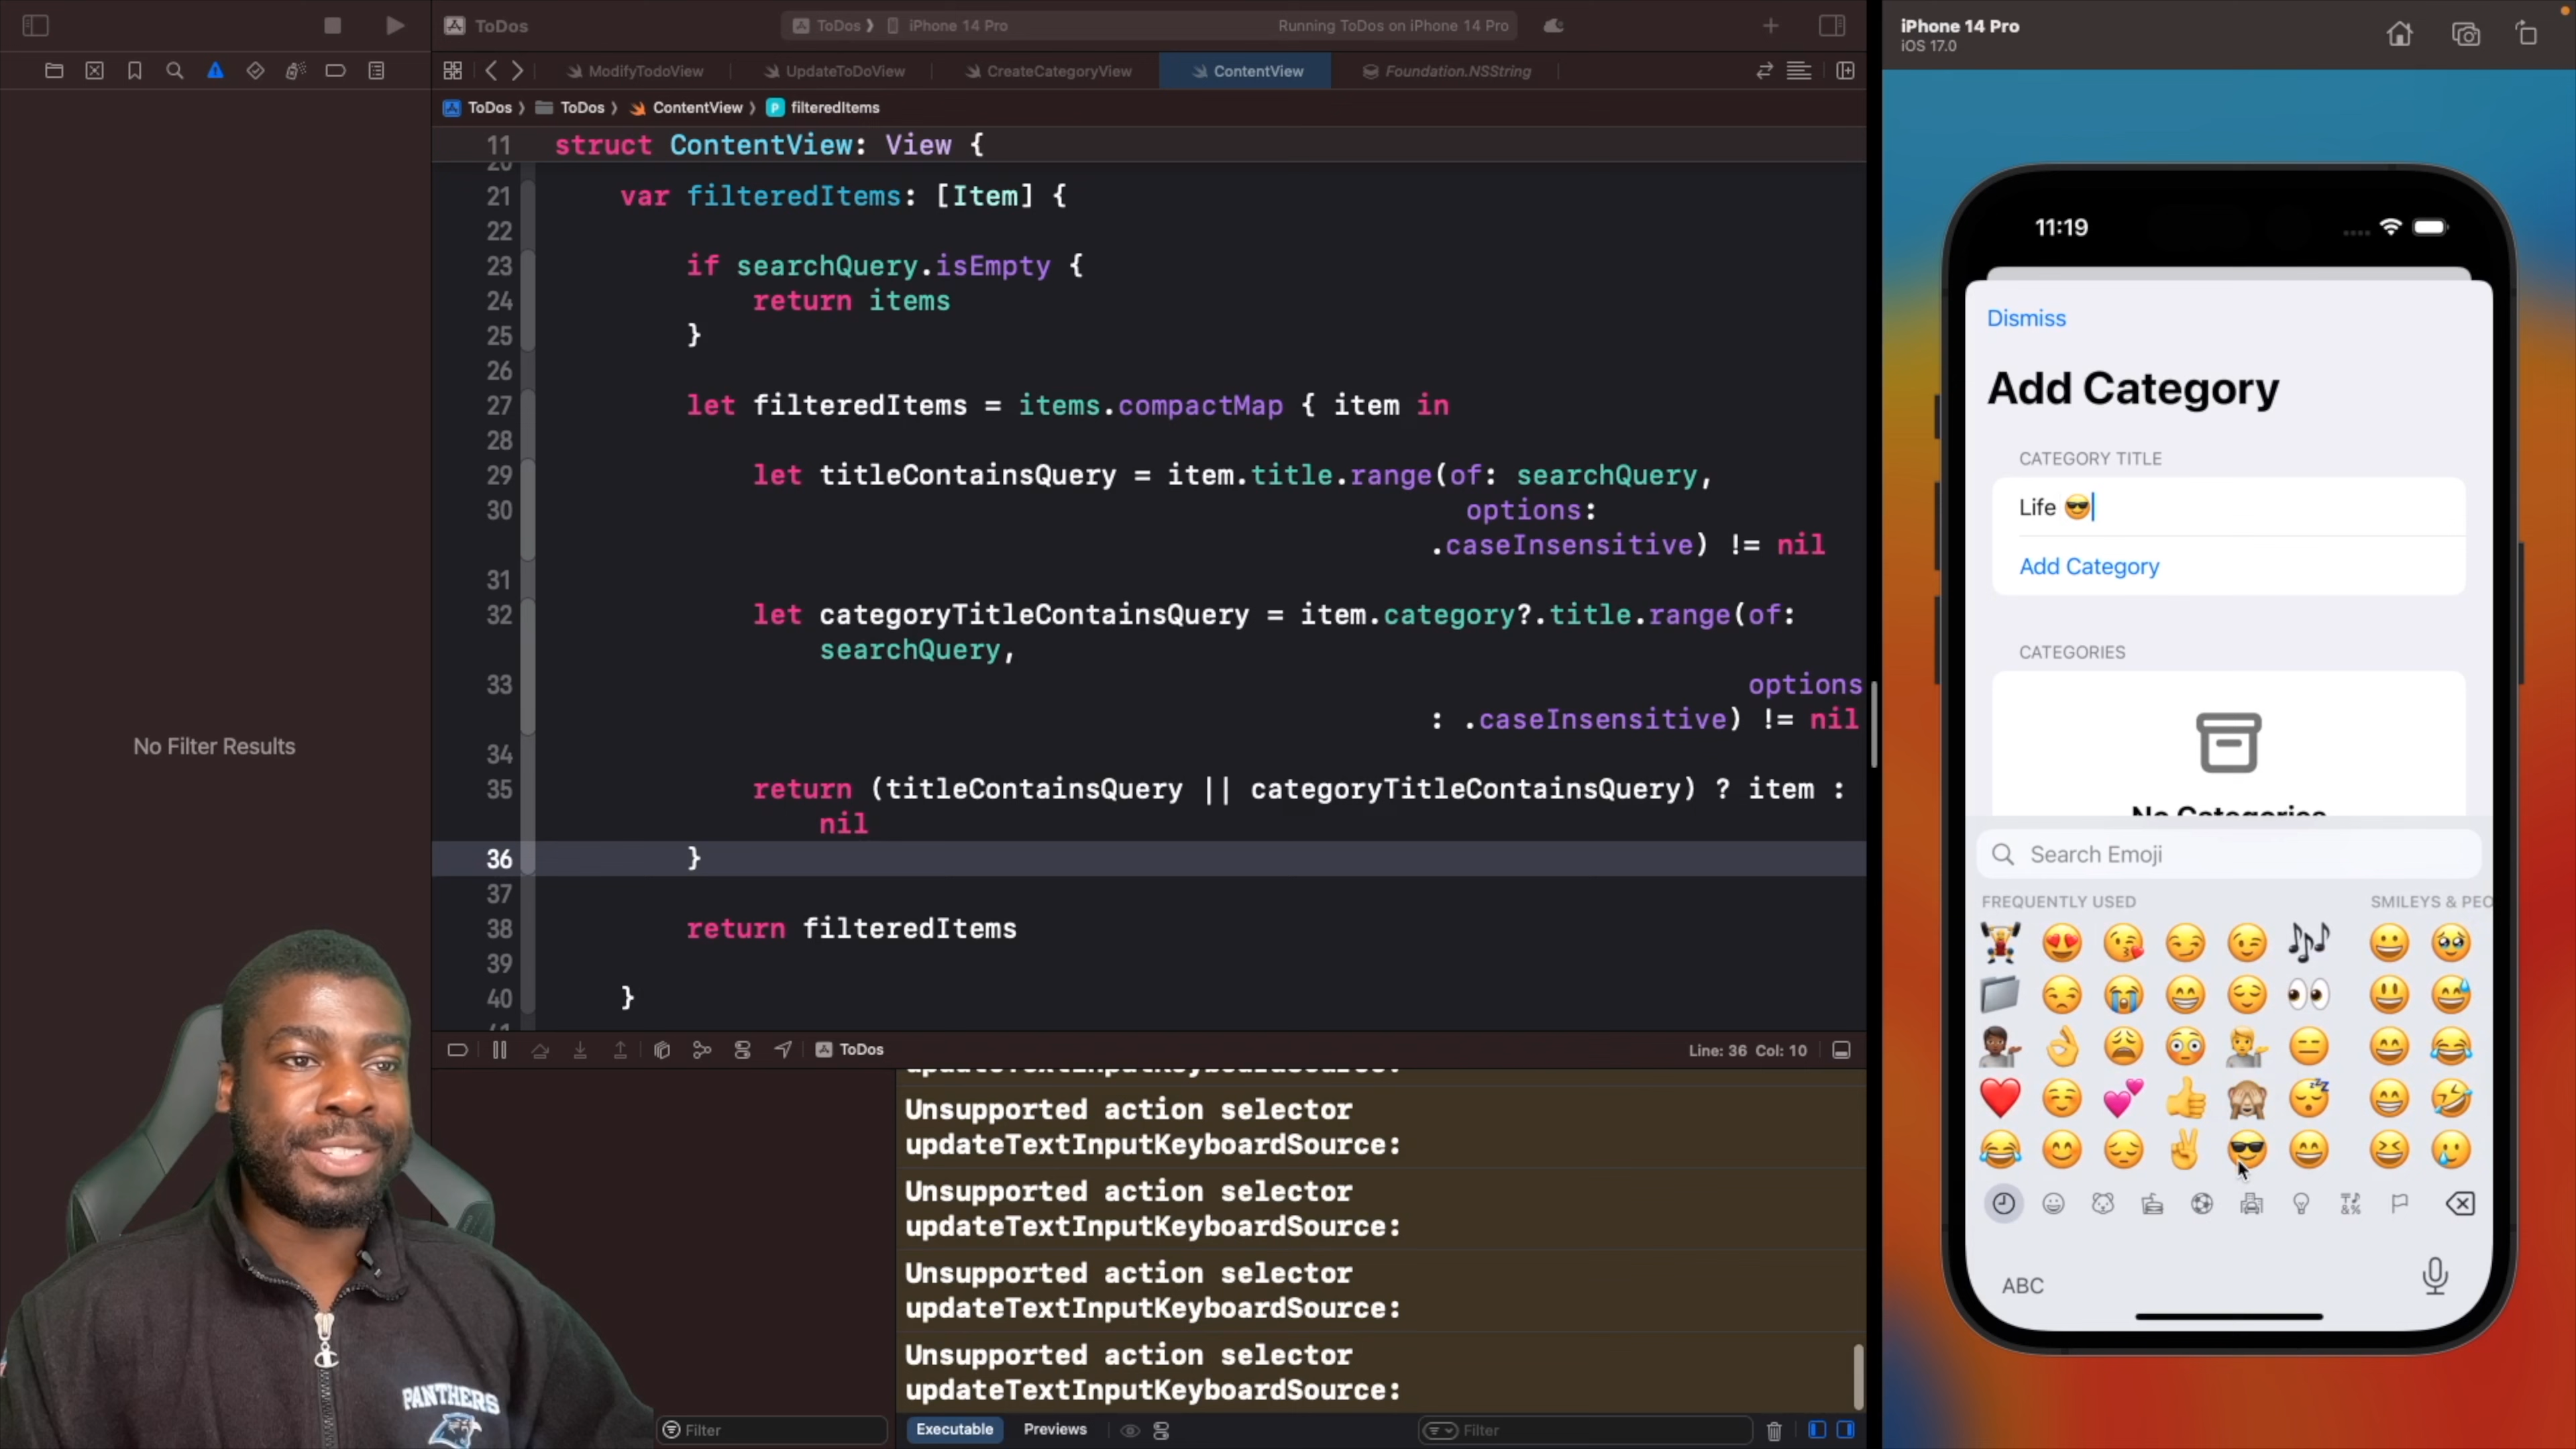 ToDos
ToDos ❭ iPhone 14 Pro
Running ToDos on iPhone 14 Pro
ModifyTodoView
UpdateToDoView
CreateCategoryView
ContentView
Foundation.NSString
ToDos ❭ ToDos ❭ ContentView ❭ P filteredItems
No Filter Results
11 struct ContentView: View {
20
21 var filteredItems: [Item] {
22
23 if searchQuery.isEmpty {
24 return items
25 }
26
27 let filteredItems = items.compactMap { item in
28
29 let titleContainsQuery = item.title.range(of: searchQuery,
30 options:
.caseInsensitive) != nil
31
32 let categoryTitleContainsQuery = item.category?.title.range(of:
searchQuery,
33 options
: .caseInsensitive) != nil
34
35 return (titleContainsQuery || categoryTitleContainsQuery) ? item :
nil
36 }
37
38 return filteredItems
39
40 }
41
ToDos
Line: 36 Col: 10
updateTextInputKeyboardSource:
Unsupported action selector
updateTextInputKeyboardSource:
Unsupported action selector
updateTextInputKeyboardSource:
Unsupported action selector
updateTextInputKeyboardSource:
Unsupported action selector
updateTextInputKeyboardSource:
Filter
Executable
Previews
Filter
PANTHERS
iPhone 14 Pro
iOS 17.0
11:19
Dismiss
Add Category
CATEGORY TITLE
Life 😎
Add Category
CATEGORIES
No Categories
Search Emoji
FREQUENTLY USED
SMILEYS & PEO
ABC